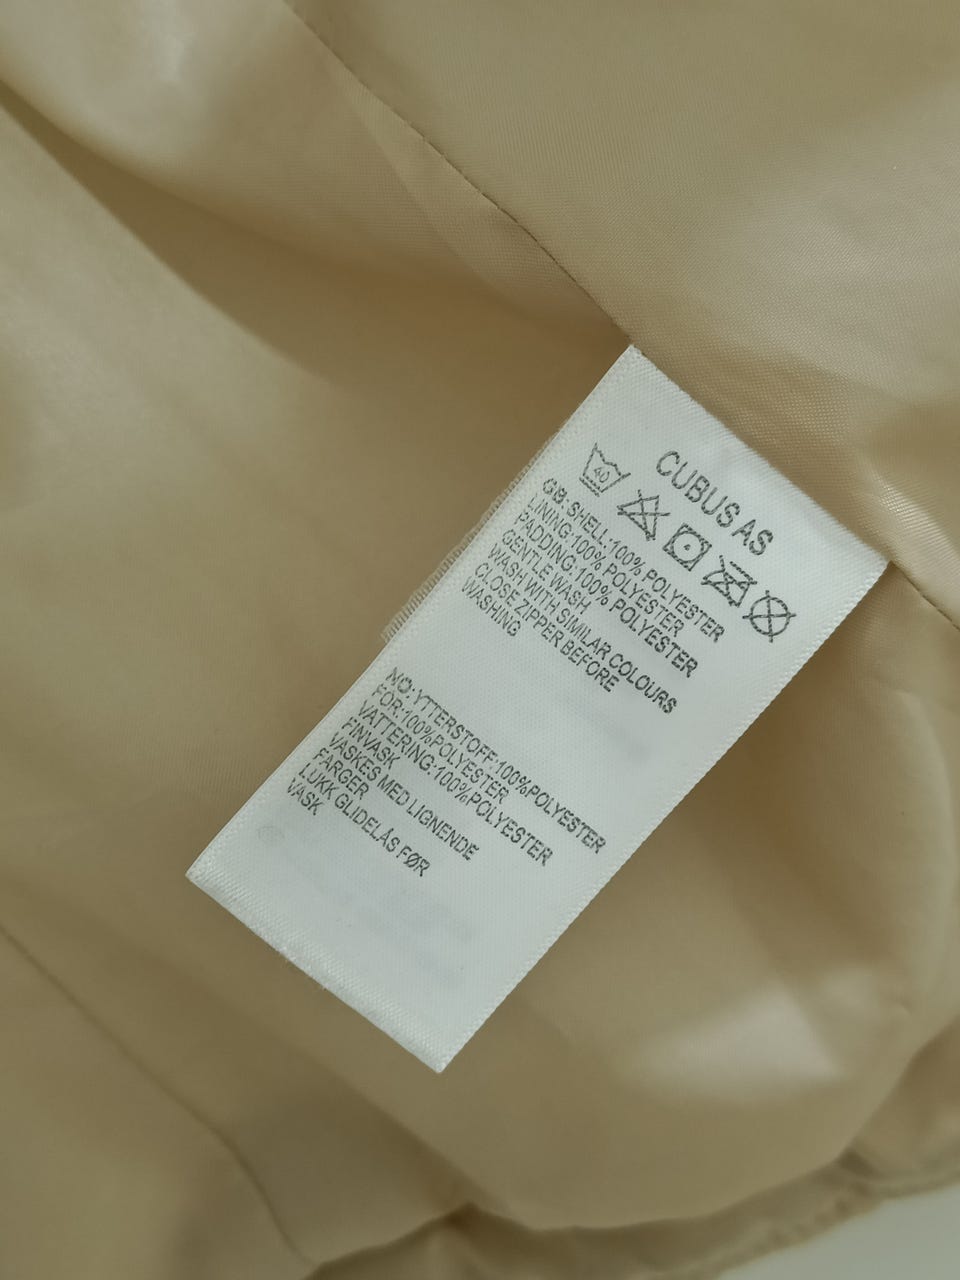 CUBUS AS
40
GB: SHELL:100% POLYESTER
LINING:100% POLYESTER
PADDING:100% POLYESTER
GENTLE WASH
WASH WITH SIMILAR COLOURS
CLOSE ZIPPER BEFORE
WASHING
NO: YTTERSTOFF:100%POLYESTER
FOR:100%POLYESTER
VATTERING:100%POLYESTER
FINVASK
VASKES MED LIGNENDE
FARGER
LUKK GLIDELAS FØR
VASK